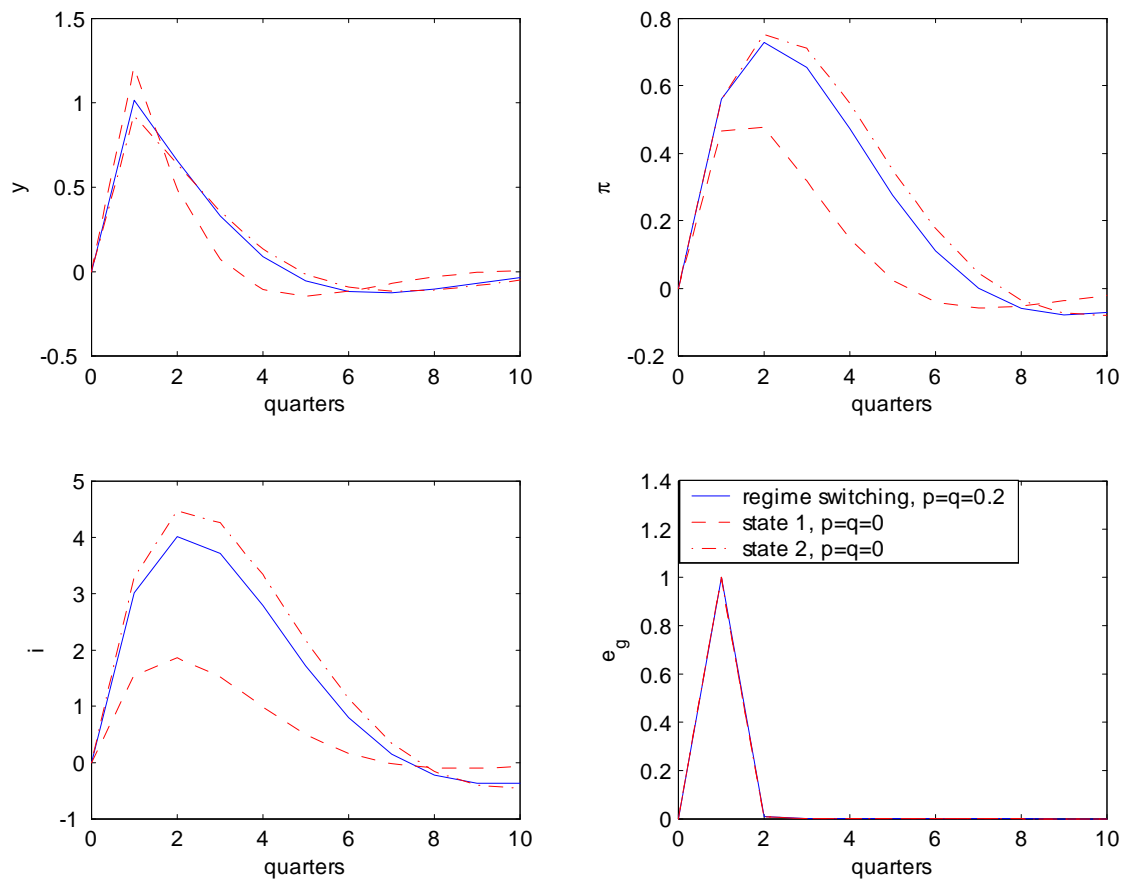 1.5
1
0.5
0
-0.5
y
0 2 4 6 8 10
quarters
0.8
0.6
0.4
0.2
0
-0.2
π
0 2 4 6 8 10
quarters
5
4
3
2
1
0
-1
i
0 2 4 6 8 10
quarters
1.4
1.2
1
0.8
0.6
0.4
0.2
0
e_g
regime switching, p=q=0.2
state 1, p=q=0
state 2, p=q=0
0 2 4 6 8 10
quarters